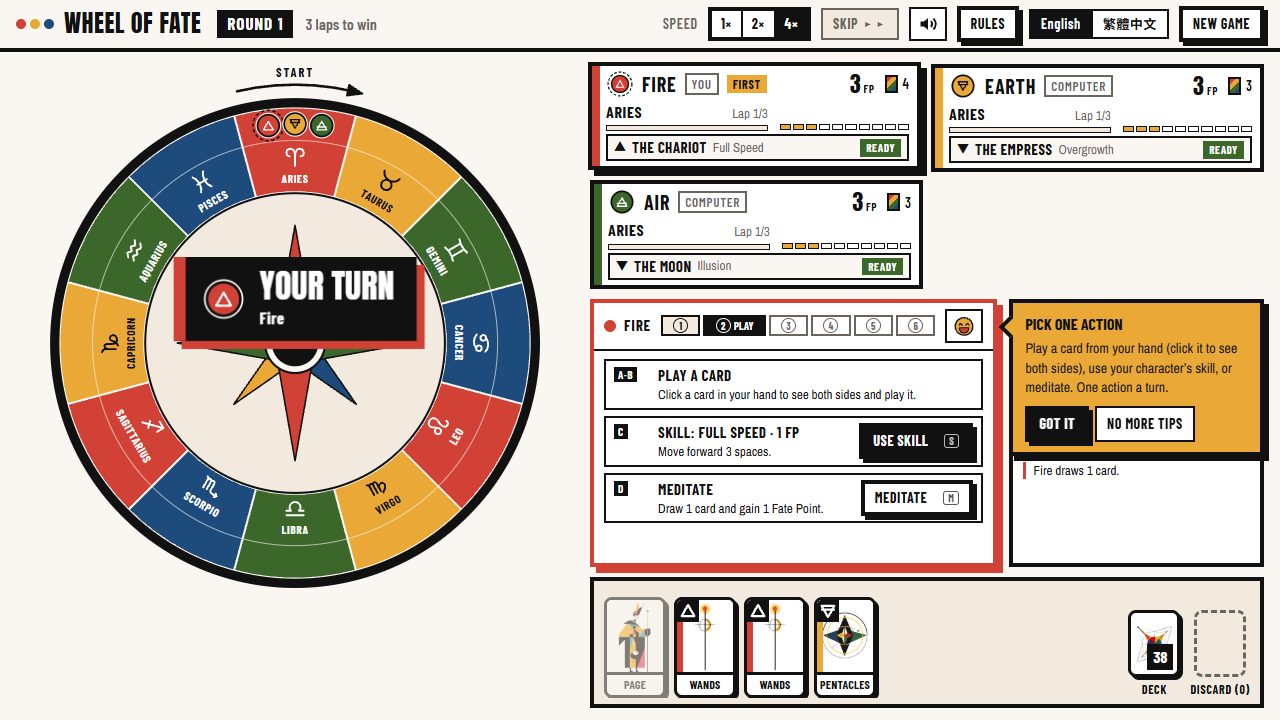 WHEEL OF FATE
ROUND 1
3 laps to win
SPEED
1×
2×
4×
SKIP ▸ ▸
RULES
English
繁體中文
NEW GAME
START
ARIES
TAURUS
GEMINI
CANCER
LEO
VIRGO
LIBRA
SCORPIO
SAGITTARIUS
CAPRICORN
AQUARIUS
PISCES
YOUR TURN
Fire
FIRE
YOU
FIRST
3 FP
4
ARIES
Lap 1/3
▲ THE CHARIOT Full Speed
READY
EARTH
COMPUTER
3 FP
3
ARIES
Lap 1/3
▼ THE EMPRESS Overgrowth
READY
AIR
COMPUTER
3 FP
3
ARIES
Lap 1/3
▼ THE MOON Illusion
READY
FIRE
1
2 PLAY
3
4
5
6
A·B
PLAY A CARD
Click a card in your hand to see both sides and play it.
C
SKILL: FULL SPEED · 1 FP
Move forward 3 spaces.
USE SKILL S
D
MEDITATE
Draw 1 card and gain 1 Fate Point.
MEDITATE M
PICK ONE ACTION
Play a card from your hand (click it to see
both sides), use your character's skill, or
meditate. One action a turn.
GOT IT
NO MORE TIPS
Fire draws 1 card.
PAGE
WANDS
WANDS
PENTACLES
38
DECK
DISCARD (0)